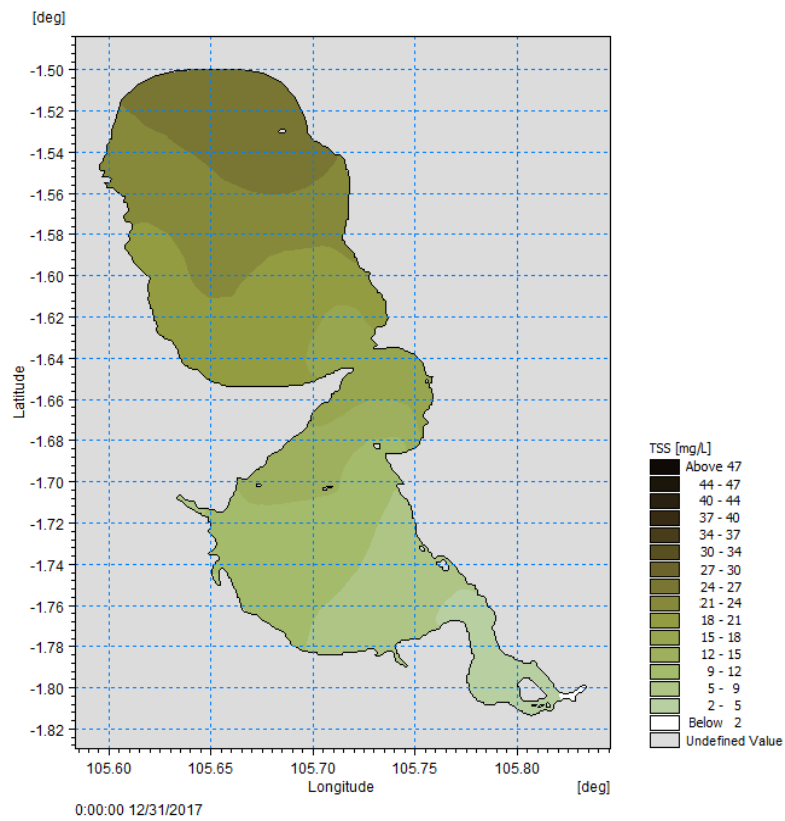 [deg]
-1.50
-1.52
-1.54
-1.56
-1.58
-1.60
-1.62
-1.64
-1.66
-1.68
-1.70
-1.72
-1.74
-1.76
-1.78
-1.80
-1.82
Latitude
105.60 105.65 105.70 105.75 105.80
Longitude [deg]
0:00:00 12/31/2017
TSS [mg/L]
Above 47
44 - 47
40 - 44
37 - 40
34 - 37
30 - 34
27 - 30
24 - 27
21 - 24
18 - 21
15 - 18
12 - 15
9 - 12
5 - 9
2 - 5
Below 2
Undefined Value